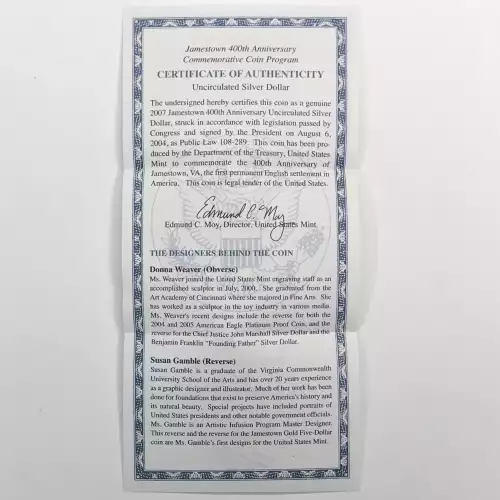 Jamestown 400th Anniversary
Commemorative Coin Program
CERTIFICATE OF AUTHENTICITY
Uncirculated Silver Dollar
The undersigned hereby certifies this coin as a genuine
2007 Jamestown 400th Anniversary Uncirculated Silver
Dollar, struck in accordance with legislation passed by
Congress and signed by the President on August 6,
2004, as Public Law 108-289. This coin has been pro-
duced by the Department of the Treasury, United States
Mint to commemorate the 400th Anniversary of
Jamestown, VA, the first permanent English settlement in
America. This coin is legal tender of the United States.
Edmund C. Moy
Edmund C. Moy, Director, United States Mint
THE DESIGNERS BEHIND THE COIN
Donna Weaver (Obverse)
Ms. Weaver joined the United States Mint engraving staff as an
accomplished sculptor in July, 2000. She graduated from the
Art Academy of Cincinnati where she majored in Fine Arts. She
has worked as a sculptor in the toy industry in various media.
Ms. Weaver's recent designs include the reverse for both the
2004 and 2005 American Eagle Platinum Proof Coin, and the
reverse for the Chief Justice John Marshall Silver Dollar and the
Benjamin Franklin "Founding Father" Silver Dollar.
Susan Gamble (Reverse)
Susan Gamble is a graduate of the Virginia Commonwealth
University School of the Arts and has over 20 years experience
as a graphic designer and illustrator. Much of her work has been
done for foundations that exist to preserve America's history and
its natural beauty. Special projects have included portraits of
United States presidents and other notable government officials.
Ms. Gamble is an Artistic Infusion Program Master Designer.
This reverse and the reverse for the Jamestown Gold Five-Dollar
coin are Ms. Gamble's first designs for the United States Mint.